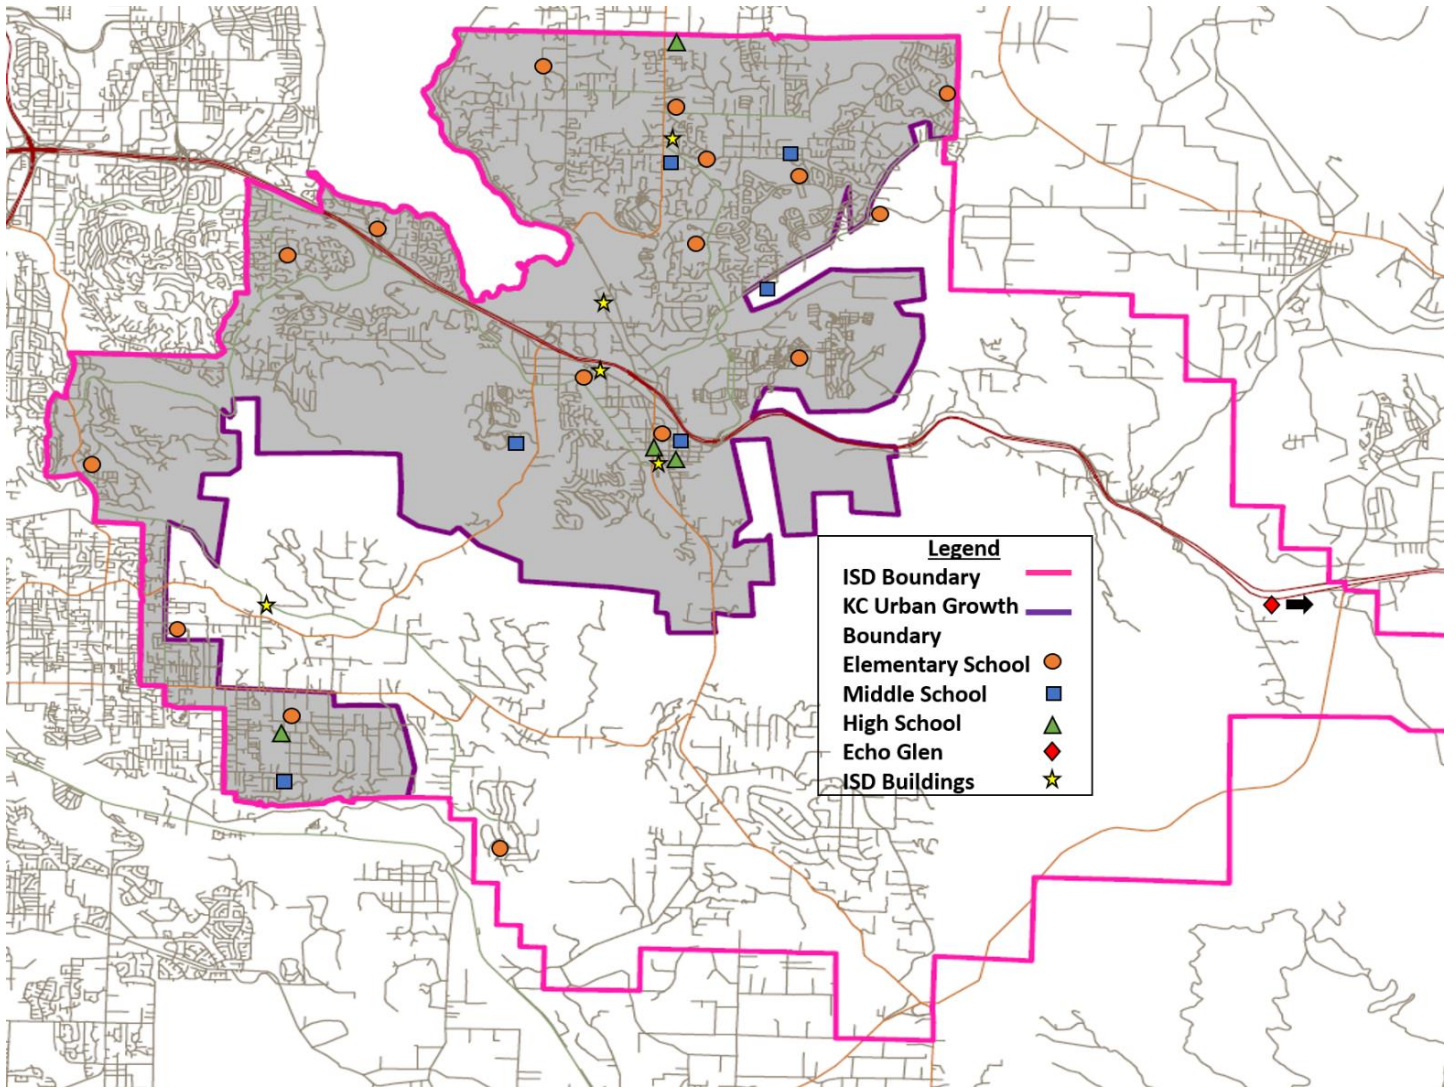 Legend
ISD Boundary
KC Urban Growth
Boundary
Elementary School
Middle School
High School
Echo Glen
ISD Buildings